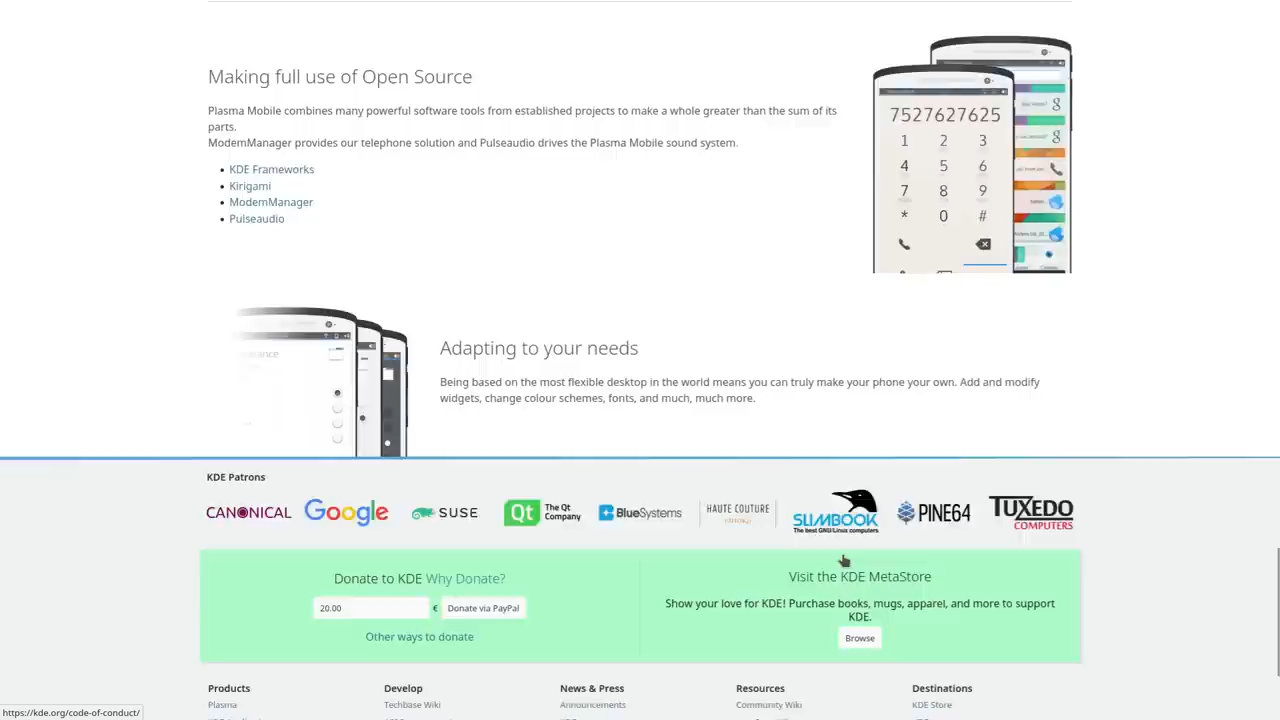 Making full use of Open Source
Plasma Mobile combines many powerful software tools from established projects to make a whole greater than the sum of its
parts.
ModemManager provides our telephone solution and Pulseaudio drives the Plasma Mobile sound system.
KDE Frameworks
Kirigami
ModemManager
Pulseaudio
7527627625
1 2 3
4 5 6
7 8 9
* 0 #
Adapting to your needs
Being based on the most flexible desktop in the world means you can truly make your phone your own. Add and modify
widgets, change colour schemes, fonts, and much, much more.
KDE Patrons
CANONICAL Google SUSE Qt The Qt Company BlueSystems HAUTE COUTURE SLIMBOOK The best GNU/Linux computers PINE64 TUXEDO COMPUTERS
Donate to KDE Why Donate?
20.00 € Donate via PayPal
Other ways to donate
Visit the KDE MetaStore
Show your love for KDE! Purchase books, mugs, apparel, and more to support
KDE.
Browse
Products Develop News & Press Resources Destinations
Plasma Techbase Wiki Announcements Community Wiki KDE Store
https://kde.org/code-of-conduct/